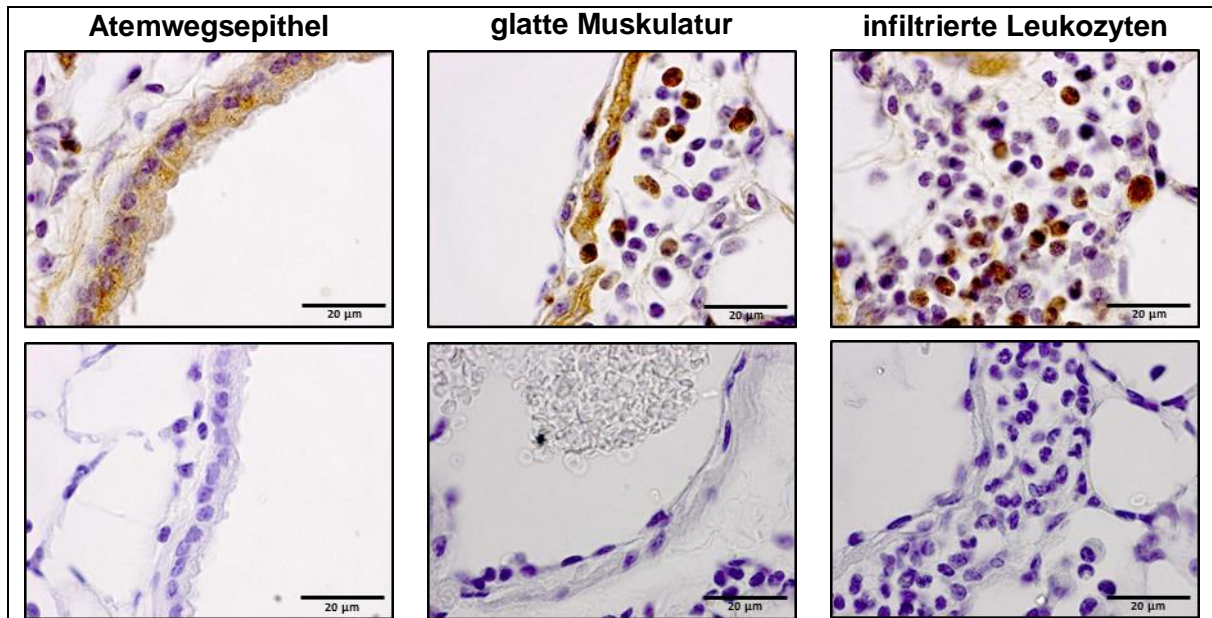 Atemwegsepithel
glatte Muskulatur
infiltrierte Leukozyten
20 µm
20 µm
20 µm
20 µm
20 µm
20 µm